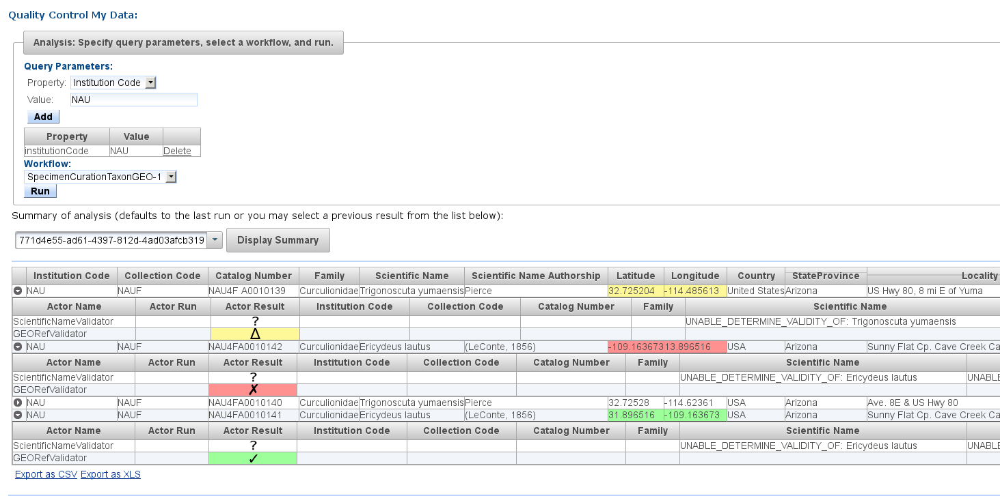 Quality Control My Data:
Analysis: Specify query parameters, select a workflow, and run.
Query Parameters:
Property: Institution Code
Value: NAU
Add
Property Value
institutionCode NAU Delete
Workflow:
SpecimenCurationTaxonGEO-1
Run
Summary of analysis (defaults to the last run or you may select a previous result from the list below):
771d4e55-ad61-4397-812d-4ad03afcb319 Display Summary
Institution Code Collection Code Catalog Number Family Scientific Name Scientific Name Authorship Latitude Longitude Country StateProvince Locality
NAU NAUF NAU4F A0010139 Curculionidae Trigonoscuta yumaensis Pierce 32.725204 -114.485613 United States Arizona US Hwy 80, 8 mi E of Yuma
Actor Name Actor Run Actor Result Institution Code Collection Code Catalog Number Family Scientific Name
ScientificNameValidator ? UNABLE_DETERMINE_VALIDITY_OF: Trigonoscuta yumaensis
GEORefValidator Δ
NAU NAUF NAU4FA0010142 Curculionidae Ericydeus lautus (LeConte, 1856) -109.163673 13.896516 USA Arizona Sunny Flat Cp. Cave Creek Ca
Actor Name Actor Run Actor Result Institution Code Collection Code Catalog Number Family Scientific Name
ScientificNameValidator ? UNABLE_DETERMINE_VALIDITY_OF: Ericydeus lautus UNABLE
GEORefValidator ✗
NAU NAUF NAU4FA0010140 Curculionidae Trigonoscuta yumaensis Pierce 32.72528 -114.62361 USA Arizona Ave. 8E & US Hwy 80
NAU NAUF NAU4FA0010141 Curculionidae Ericydeus lautus (LeConte, 1856) 31.896516 -109.163673 USA Arizona Sunny Flat Cp. Cave Creek Ca
Actor Name Actor Run Actor Result Institution Code Collection Code Catalog Number Family Scientific Name
ScientificNameValidator ? UNABLE_DETERMINE_VALIDITY_OF: Ericydeus lautus UNABLE
GEORefValidator ✓
Export as CSV Export as XLS